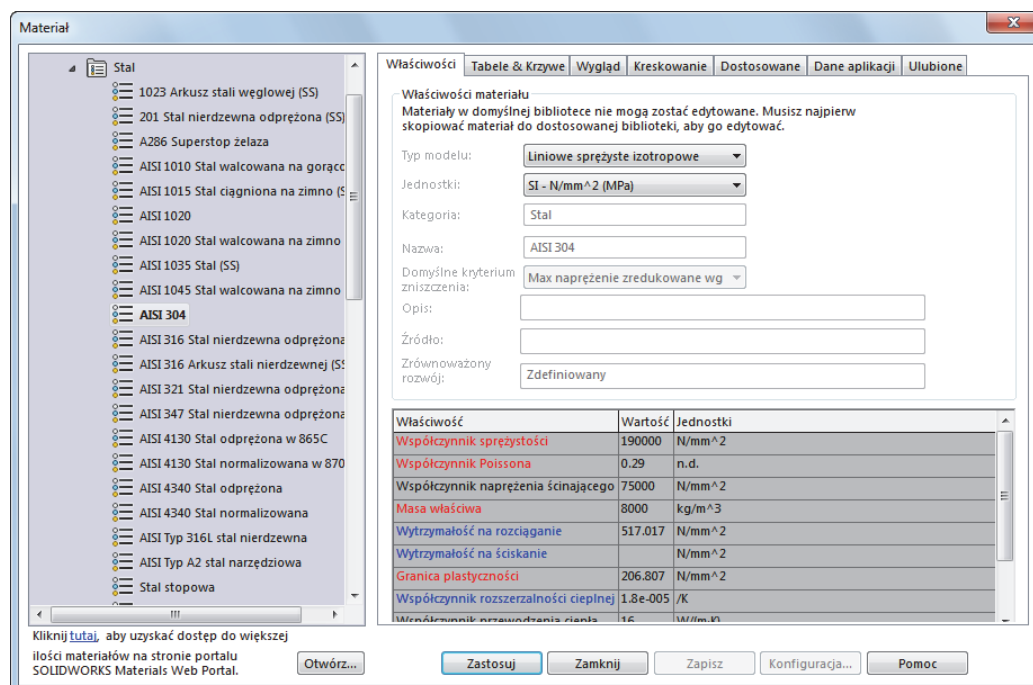 Materiał
Stal
1023 Arkusz stali węglowej (SS)
201 Stal nierdzewna odprężona (SS)
A286 Superstop żelaza
AISI 1010 Stal walcowana na gorąco
AISI 1015 Stal ciągniona na zimno (S
AISI 1020
AISI 1020 Stal walcowana na zimno
AISI 1035 Stal (SS)
AISI 1045 Stal walcowana na zimno
AISI 304
AISI 316 Stal nierdzewna odprężona
AISI 316 Arkusz stali nierdzewnej (SS
AISI 321 Stal nierdzewna odprężona
AISI 347 Stal nierdzewna odprężona
AISI 4130 Stal odprężona w 865C
AISI 4130 Stal normalizowana w 870
AISI 4340 Stal odprężona
AISI 4340 Stal normalizowana
AISI Typ 316L stal nierdzewna
AISI Typ A2 stal narzędziowa
Stal stopowa
Kliknij tutaj, aby uzyskać dostęp do większej
ilości materiałów na stronie portalu
SOLIDWORKS Materials Web Portal.
Otwórz...
Właściwości Tabele & Krzywe Wygląd Kreskowanie Dostosowane Dane aplikacji Ulubione
Właściwości materiału
Materiały w domyślnej bibliotece nie mogą zostać edytowane. Musisz najpierw
skopiować materiał do dostosowanej biblioteki, aby go edytować.
Typ modelu: Liniowe sprężyste izotropowe
Jednostki: SI - N/mm^2 (MPa)
Kategoria: Stal
Nazwa: AISI 304
Domyślne kryterium
zniszczenia: Max naprężenie zredukowane wg
Opis:
Źródło:
Zrównoważony
rozwój: Zdefiniowany
Właściwość Wartość Jednostki
Współczynnik sprężystości 190000 N/mm^2
Współczynnik Poissona 0.29 n.d.
Współczynnik naprężenia ścinającego 75000 N/mm^2
Masa właściwa 8000 kg/m^3
Wytrzymałość na rozciąganie 517.017 N/mm^2
Wytrzymałość na ściskanie N/mm^2
Granica plastyczności 206.807 N/mm^2
Współczynnik rozszerzalności cieplnej 1.8e-005 /K
Współczynnik przewodzenia ciepła 16 W/(m·K)
Zastosuj Zamknij Zapisz Konfiguracja... Pomoc